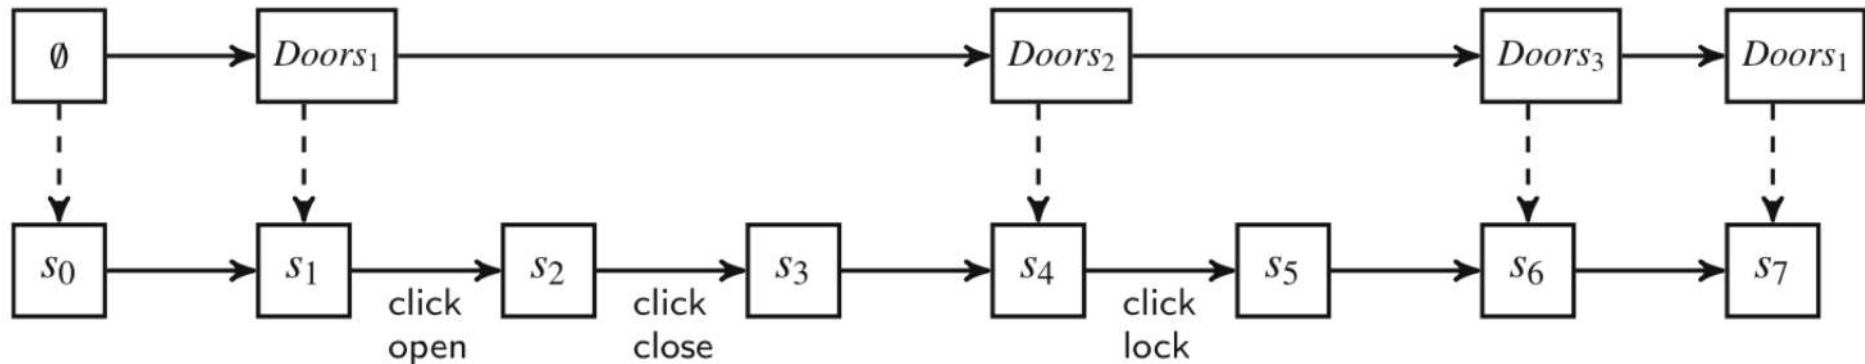 ∅ Doors₁ Doors₂ Doors₃ Doors₁
s₀ s₁ s₂ s₃ s₄ s₅ s₆ s₇
click click click
open close lock